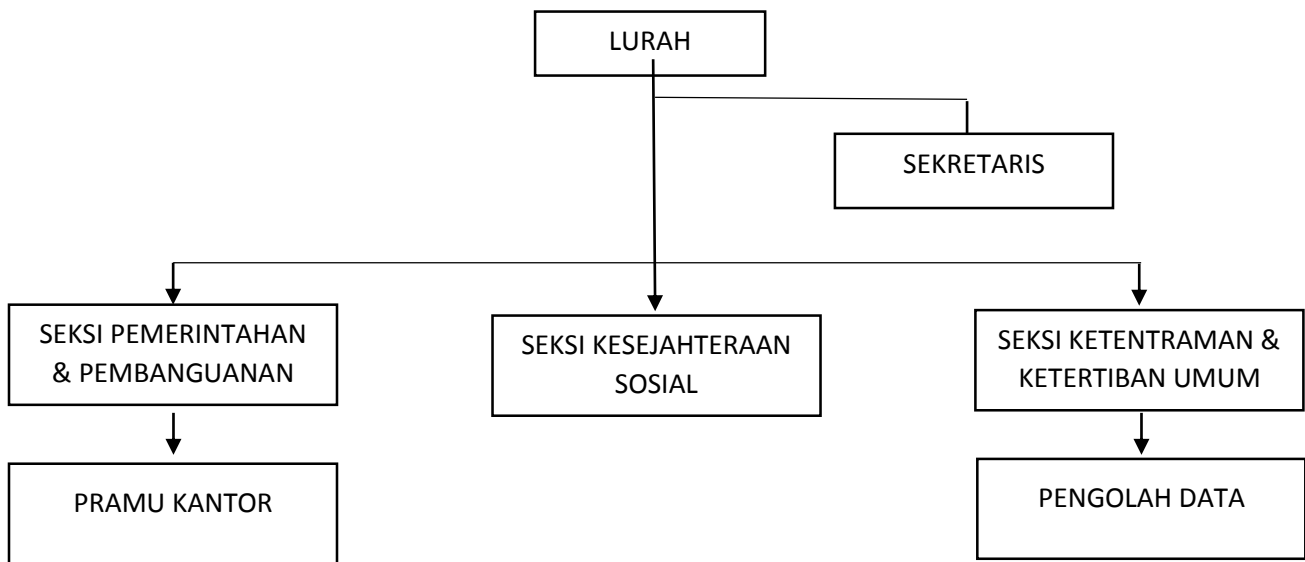 LURAH
SEKRETARIS
SEKSI PEMERINTAHAN
& PEMBANGUANAN
SEKSI KESEJAHTERAAN
SOSIAL
SEKSI KETENTRAMAN &
KETERTIBAN UMUM
PRAMU KANTOR
PENGOLAH DATA